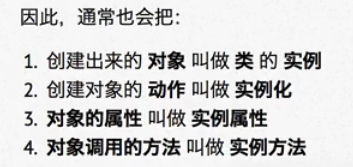 因此，通常也会把：
1. 创建出来的 对象 叫做 类 的 实例
2. 创建对象的 动作 叫做 实例化
3. 对象的属性 叫做 实例属性
4. 对象调用的方法 叫做 实例方法